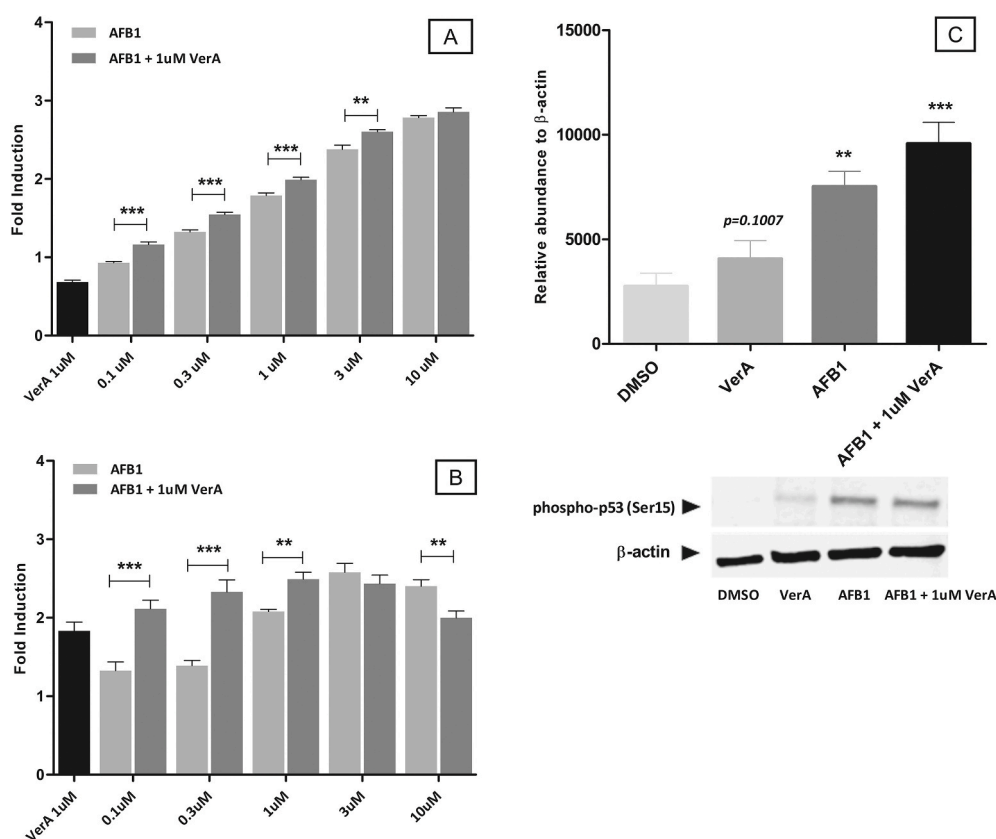 A
AFB1
AFB1 + 1uM VerA
Fold Induction
4
3
2
1
0
***
***
***
**
VerA 1uM
0.1 uM
0.3 uM
1 uM
3 uM
10 uM
B
AFB1
AFB1 + 1uM VerA
Fold Induction
4
3
2
1
0
***
***
**
**
VerA 1uM
0.1uM
0.3uM
1uM
3uM
10uM
C
Relative abundance to β-actin
15000
10000
5000
0
p=0.1007
**
***
DMSO
VerA
AFB1
AFB1 + 1uM VerA
phospho-p53 (Ser15)
β-actin
DMSO VerA AFB1 AFB1 + 1uM VerA